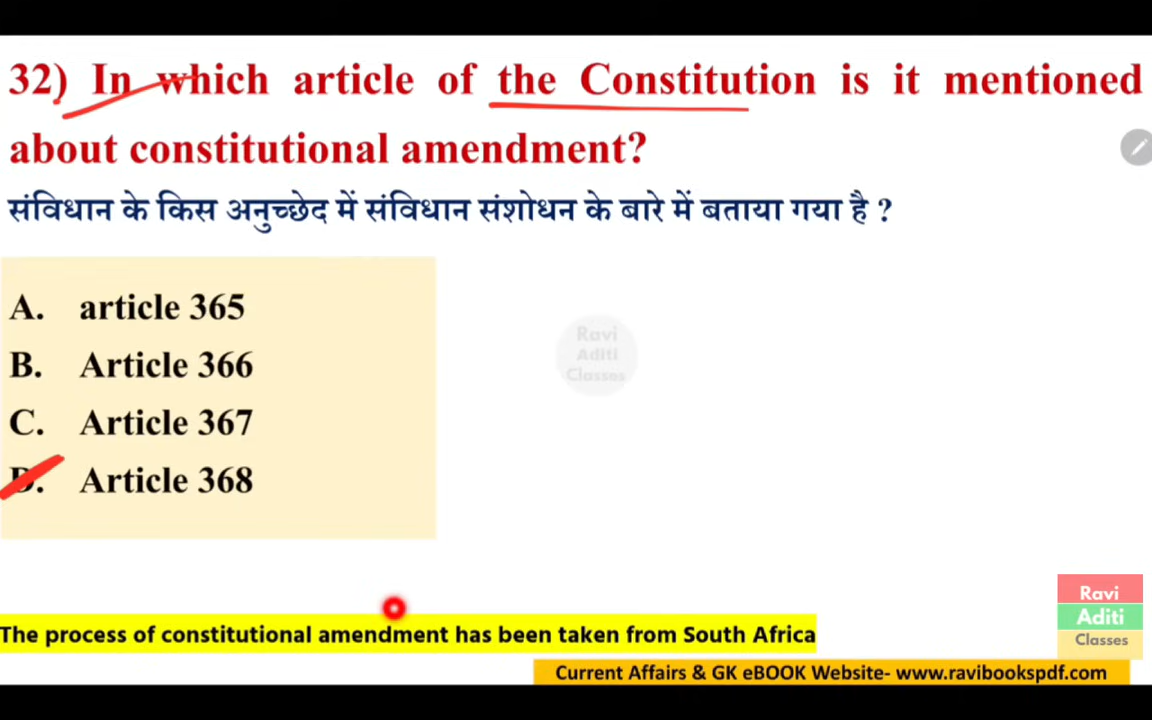 32) In which article of the Constitution is it mentioned
about constitutional amendment?
संविधान के किस अनुच्छेद में संविधान संशोधन के बारे में बताया गया है ?
A. article 365
B. Article 366
C. Article 367
D. Article 368
Ravi
Aditi
Classes
The process of constitutional amendment has been taken from South Africa
Ravi
Aditi
Classes
Current Affairs & GK eBOOK Website- www.ravibookspdf.com